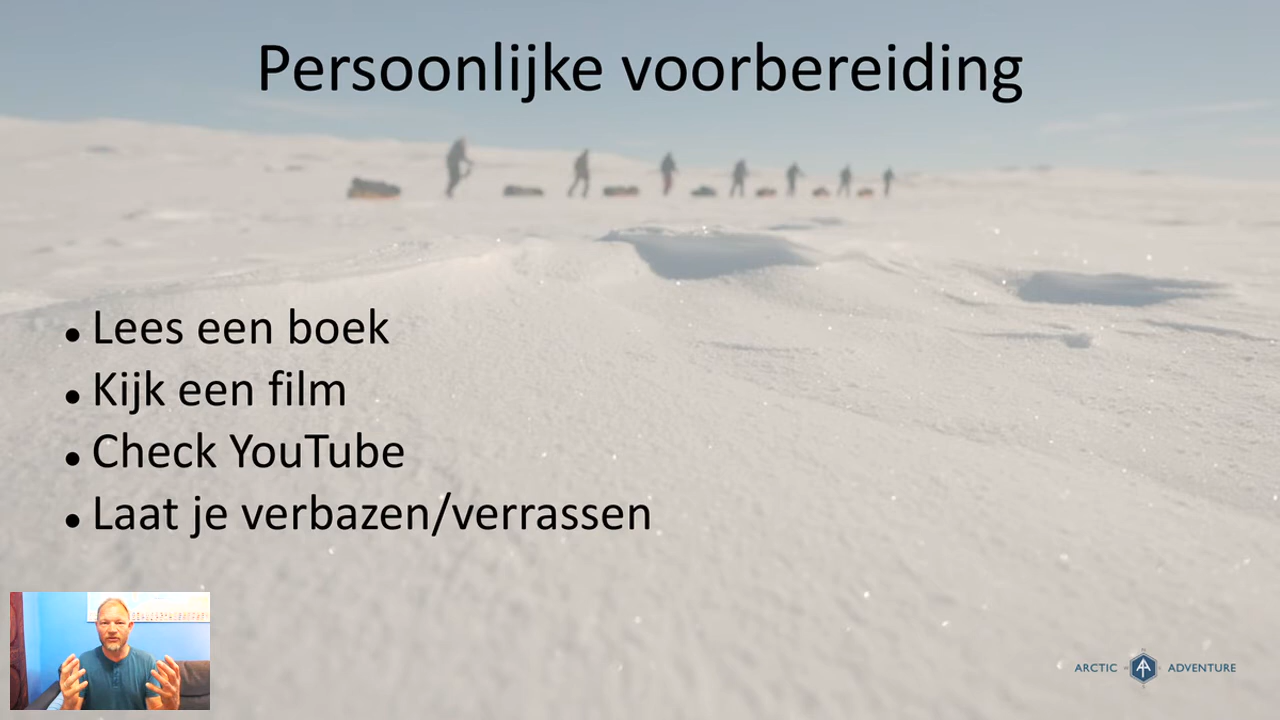 Persoonlijke voorbereiding
• Lees een boek
• Kijk een film
• Check YouTube
• Laat je verbazen/verrassen
ARCTIC ADVENTURE